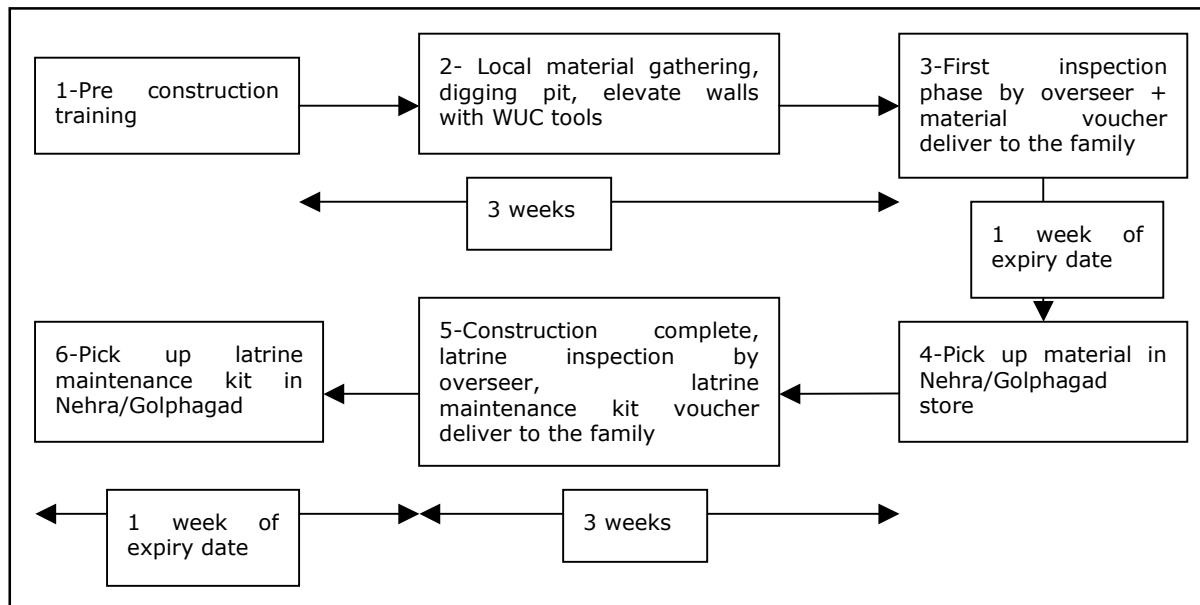 1-Pre construction
training
2- Local material gathering,
digging pit, elevate walls
with WUC tools
3-First inspection
phase by overseer +
material voucher
deliver to the family
3 weeks
1 week of
expiry date
4-Pick up material in
Nehra/Golphagad
store
5-Construction complete,
latrine inspection by
overseer, latrine
maintenance kit voucher
deliver to the family
6-Pick up latrine
maintenance kit in
Nehra/Golphagad
1 week of
expiry date
3 weeks